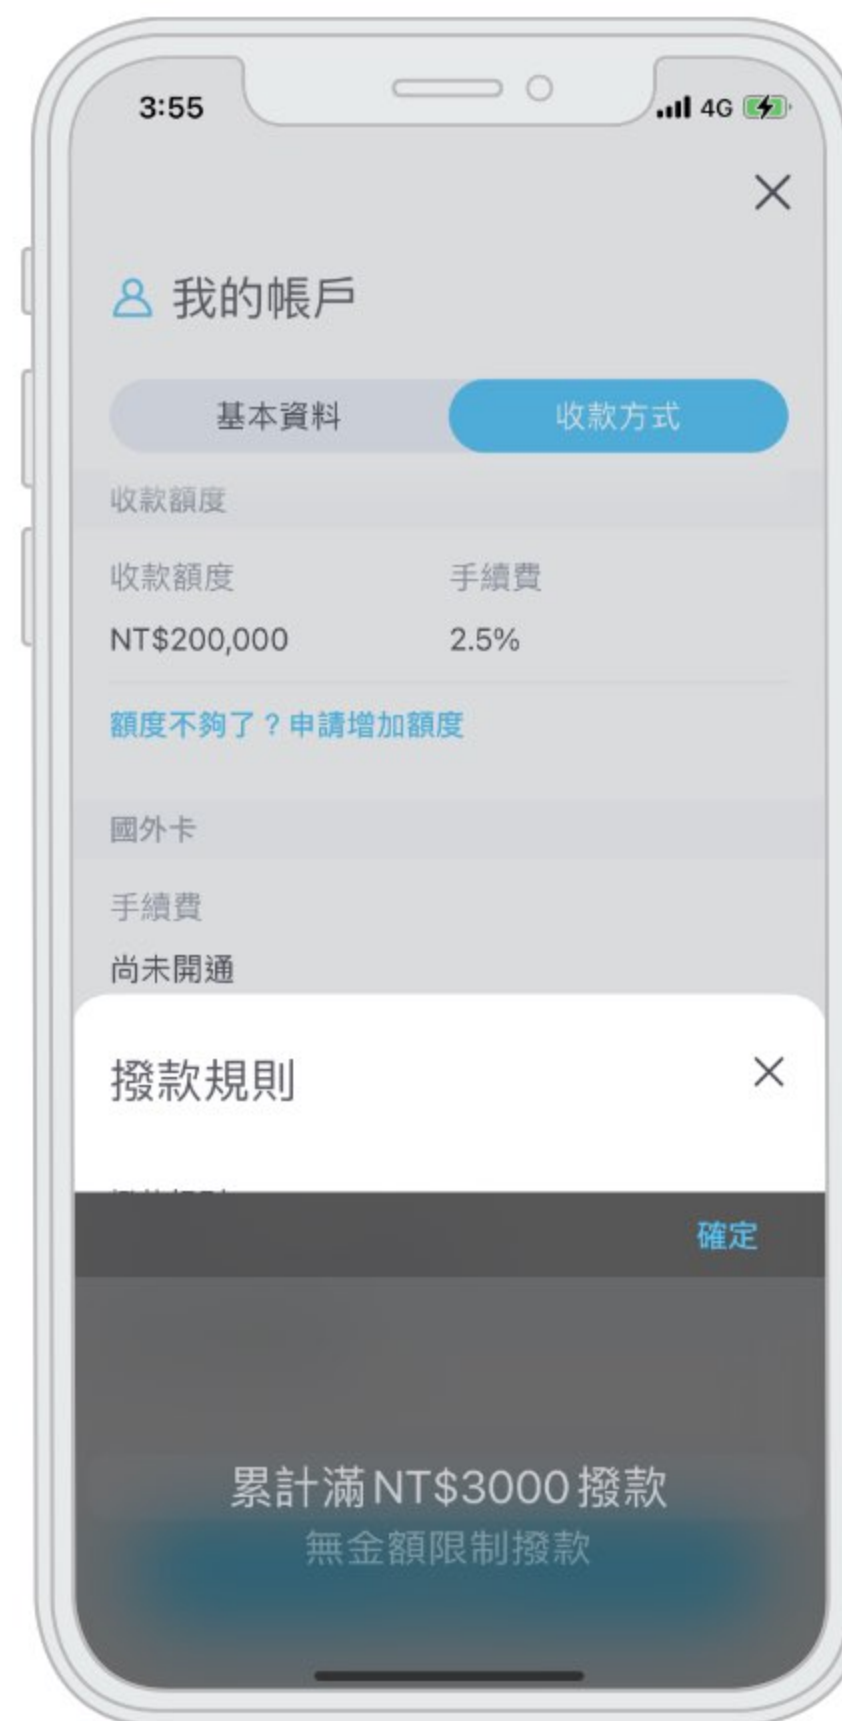 3:55 4G
我的帳戶
基本資料 收款方式
收款額度
收款額度 手續費
NT$200,000 2.5%
額度不夠了？申請增加額度
國外卡
手續費
尚未開通
撥款規則
確定
累計滿NT$3000撥款
無金額限制撥款